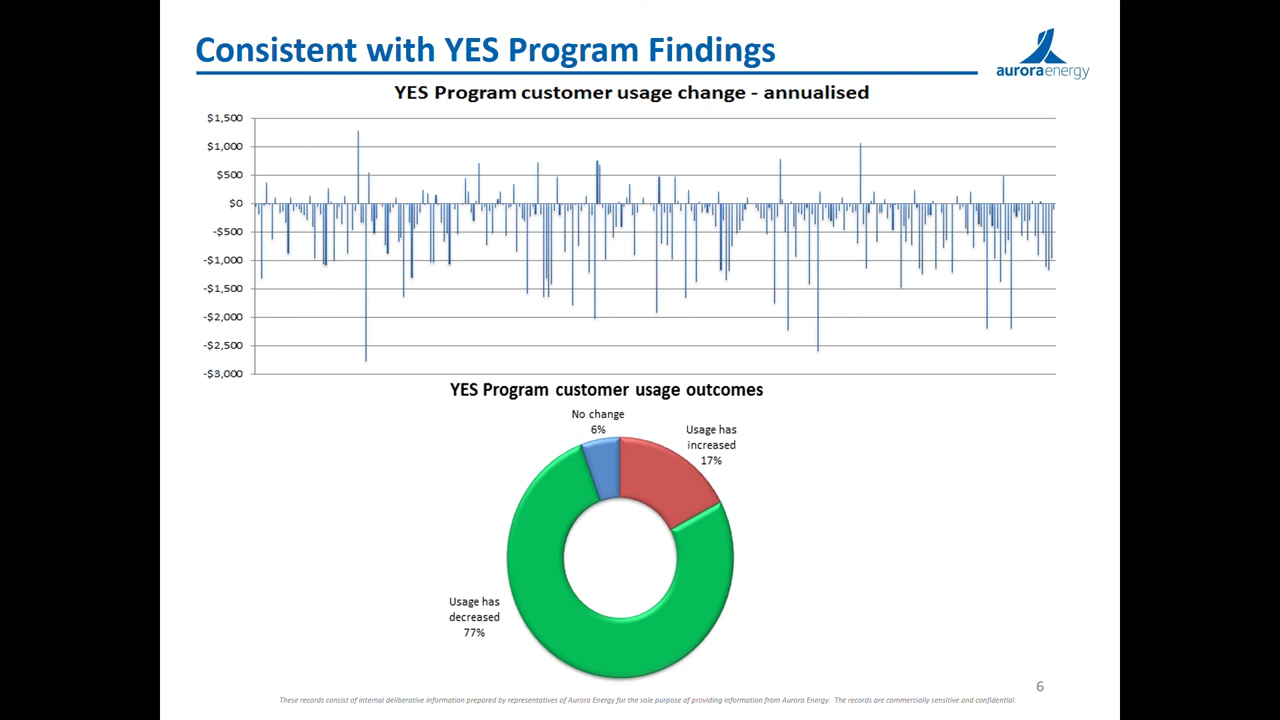 Consistent with YES Program Findings
auroraenergy
YES Program customer usage change - annualised
$1,500
$1,000
$500
$0
-$500
-$1,000
-$1,500
-$2,000
-$2,500
-$3,000
YES Program customer usage outcomes
No change
6%
Usage has
increased
17%
Usage has
decreased
77%
6
These records consist of internal deliberative information prepared by representatives of Aurora Energy for the sole purpose of providing information from Aurora Energy. The records are commercially sensitive and confidential.